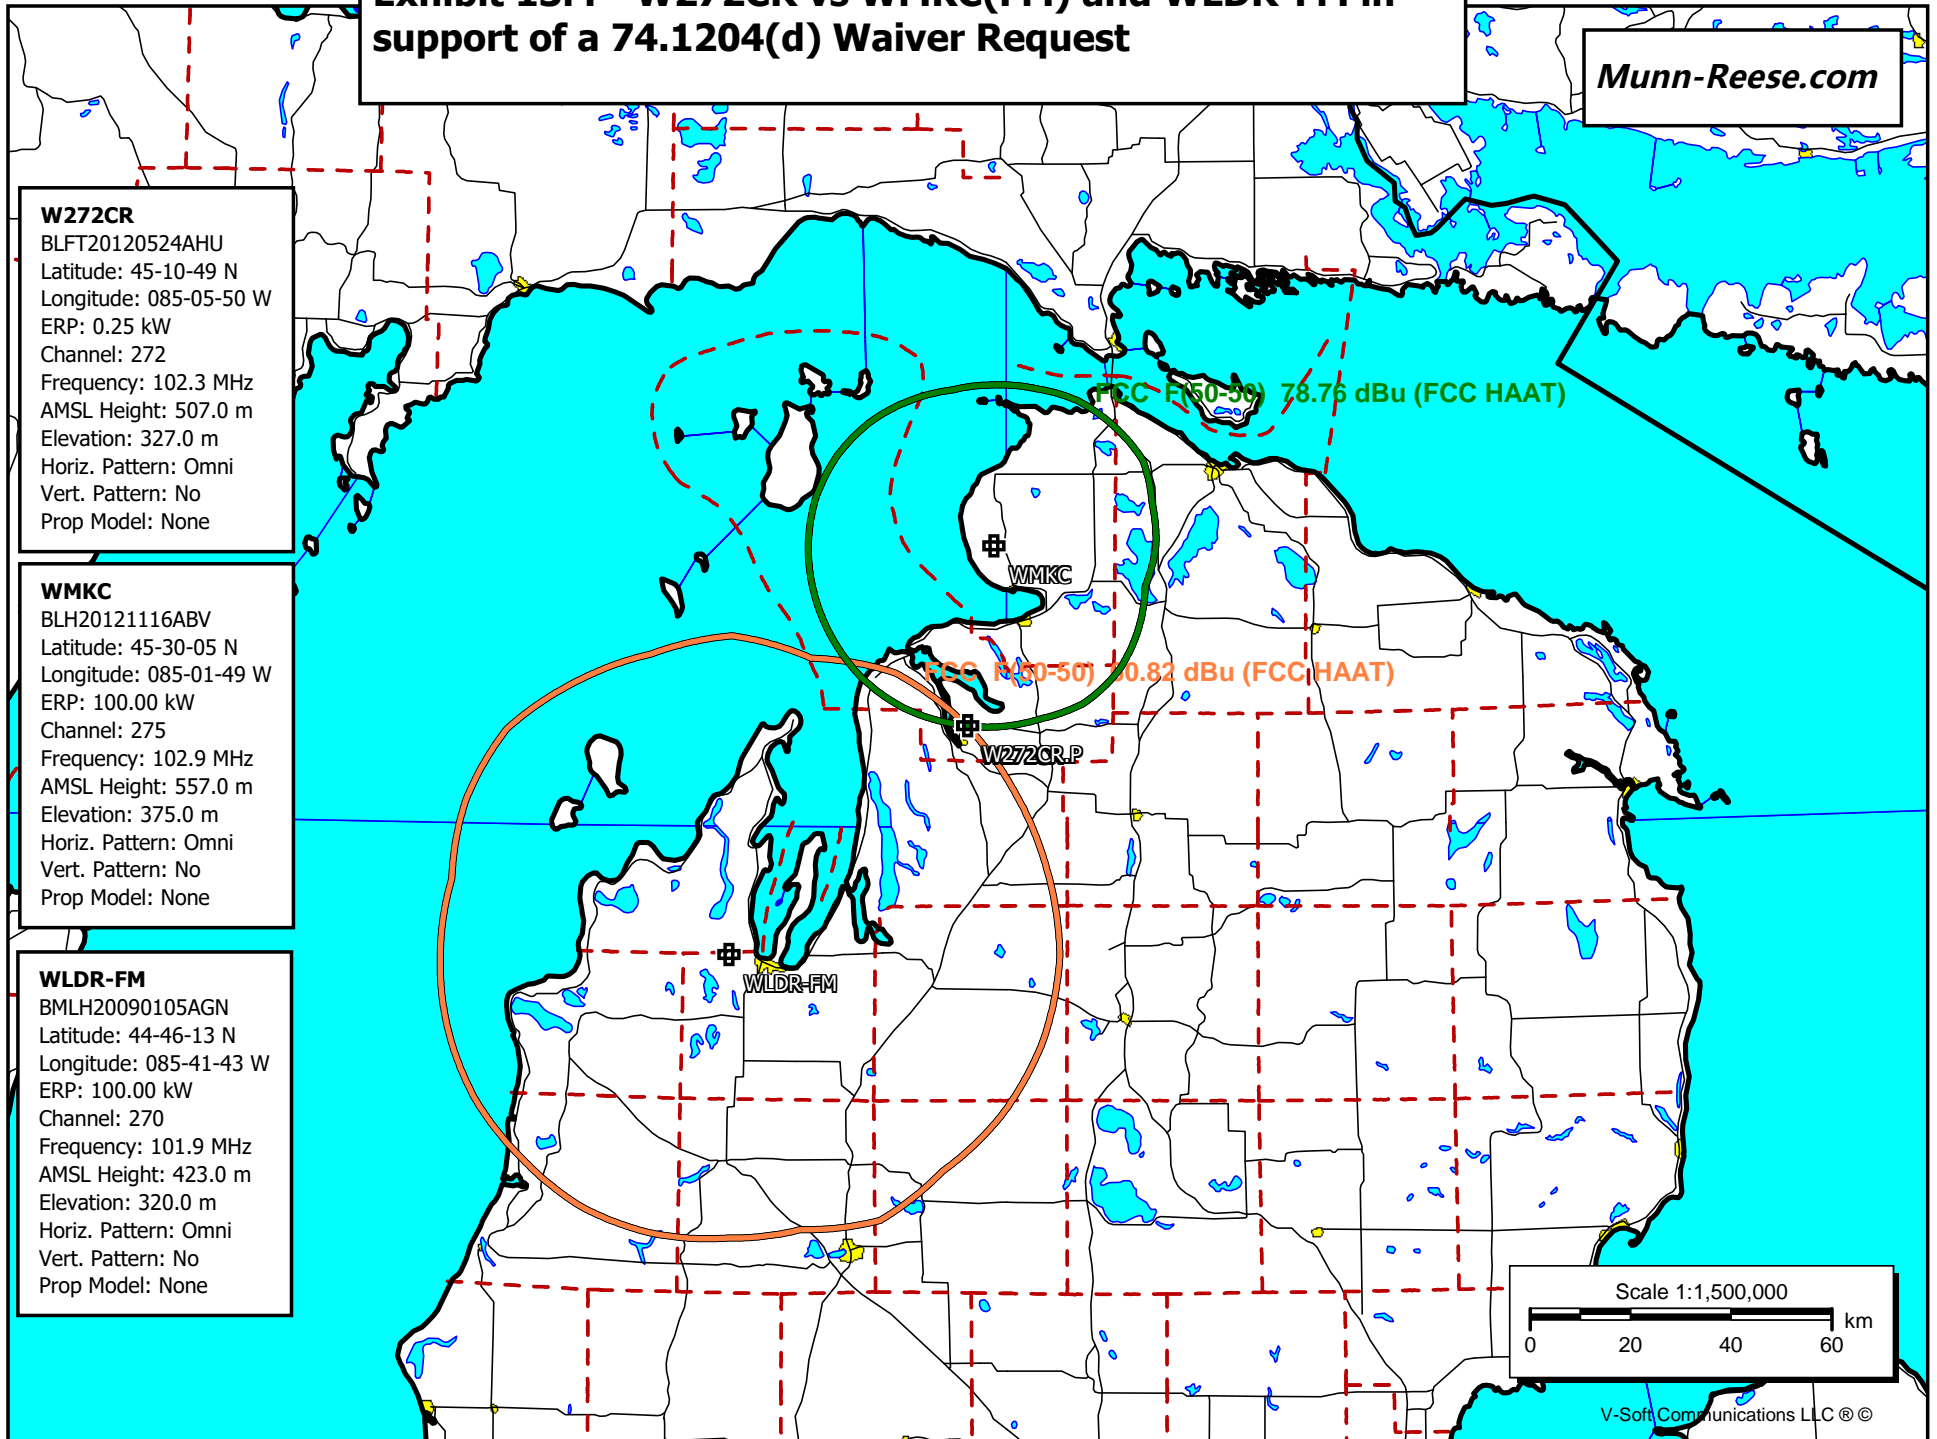 support of a 74.1204(d) Waiver Request
Munn-Reese.com
W272CR
BLFT20120524AHU
Latitude: 45-10-49 N
Longitude: 085-05-50 W
ERP: 0.25 kW
Channel: 272
Frequency: 102.3 MHz
AMSL Height: 507.0 m
Elevation: 327.0 m
Horiz. Pattern: Omni
Vert. Pattern: No
Prop Model: None
WMKC
BLH20121116ABV
Latitude: 45-30-05 N
Longitude: 085-01-49 W
ERP: 100.00 kW
Channel: 275
Frequency: 102.9 MHz
AMSL Height: 557.0 m
Elevation: 375.0 m
Horiz. Pattern: Omni
Vert. Pattern: No
Prop Model: None
WLDR-FM
BMLH20090105AGN
Latitude: 44-46-13 N
Longitude: 085-41-43 W
ERP: 100.00 kW
Channel: 270
Frequency: 101.9 MHz
AMSL Height: 423.0 m
Elevation: 320.0 m
Horiz. Pattern: Omni
Vert. Pattern: No
Prop Model: None
FCC F(50-50) 78.76 dBu (FCC HAAT)
WMKC
FCC F(50-50) 60.82 dBu (FCC HAAT)
W272CR.P
WLDR-FM
Scale 1:1,500,000
km
0 20 40 60
V-Soft Communications LLC ® ©